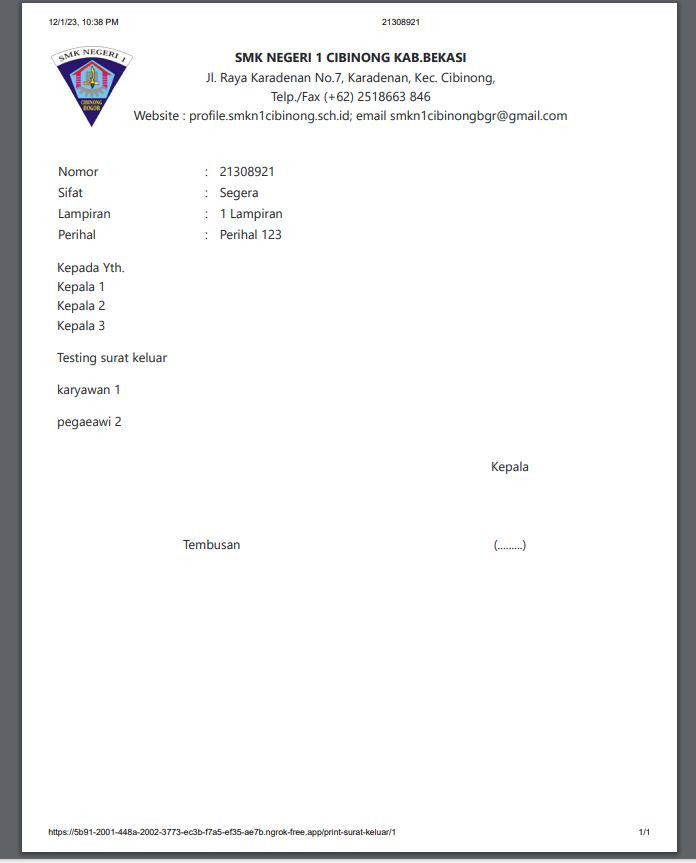 12/1/23, 10:38 PM 21308921
SMK NEGERI 1
CIBINONG
BOGOR
SMK NEGERI 1 CIBINONG KAB.BEKASI
Jl. Raya Karadenan No.7, Karadenan, Kec. Cibinong,
Telp./Fax (+62) 2518663 846
Website : profile.smkn1cibinong.sch.id; email smkn1cibinongbgr@gmail.com
Nomor : 21308921
Sifat : Segera
Lampiran : 1 Lampiran
Perihal : Perihal 123
Kepada Yth.
Kepala 1
Kepala 2
Kepala 3
Testing surat keluar
karyawan 1
pegaeawi 2
Kepala
Tembusan (.........)
https://5b91-2001-448a-2002-3773-ec3b-f7a5-ef35-ae7b.ngrok-free.app/print-surat-keluar/1 1/1